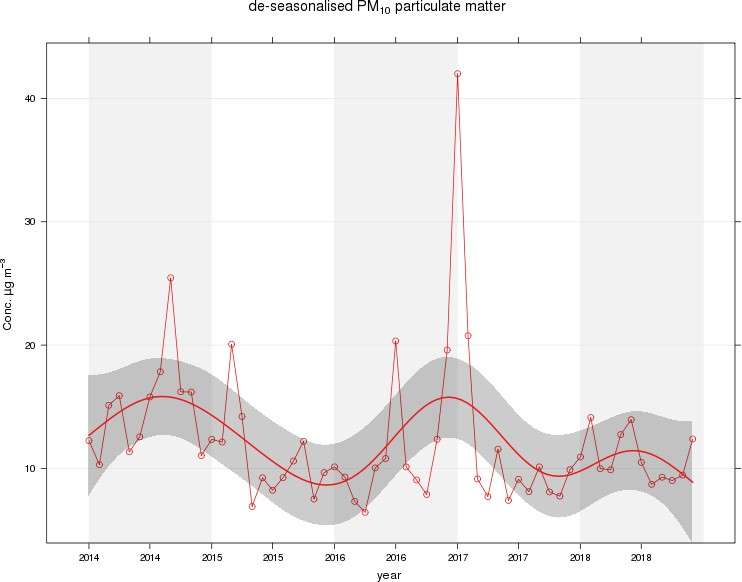 de-seasonalised PM₁₀ particulate matter
40
30
20
10
Conc. µg m⁻³
2014 2014 2015 2015 2016 2016 2017 2017 2018 2018
year